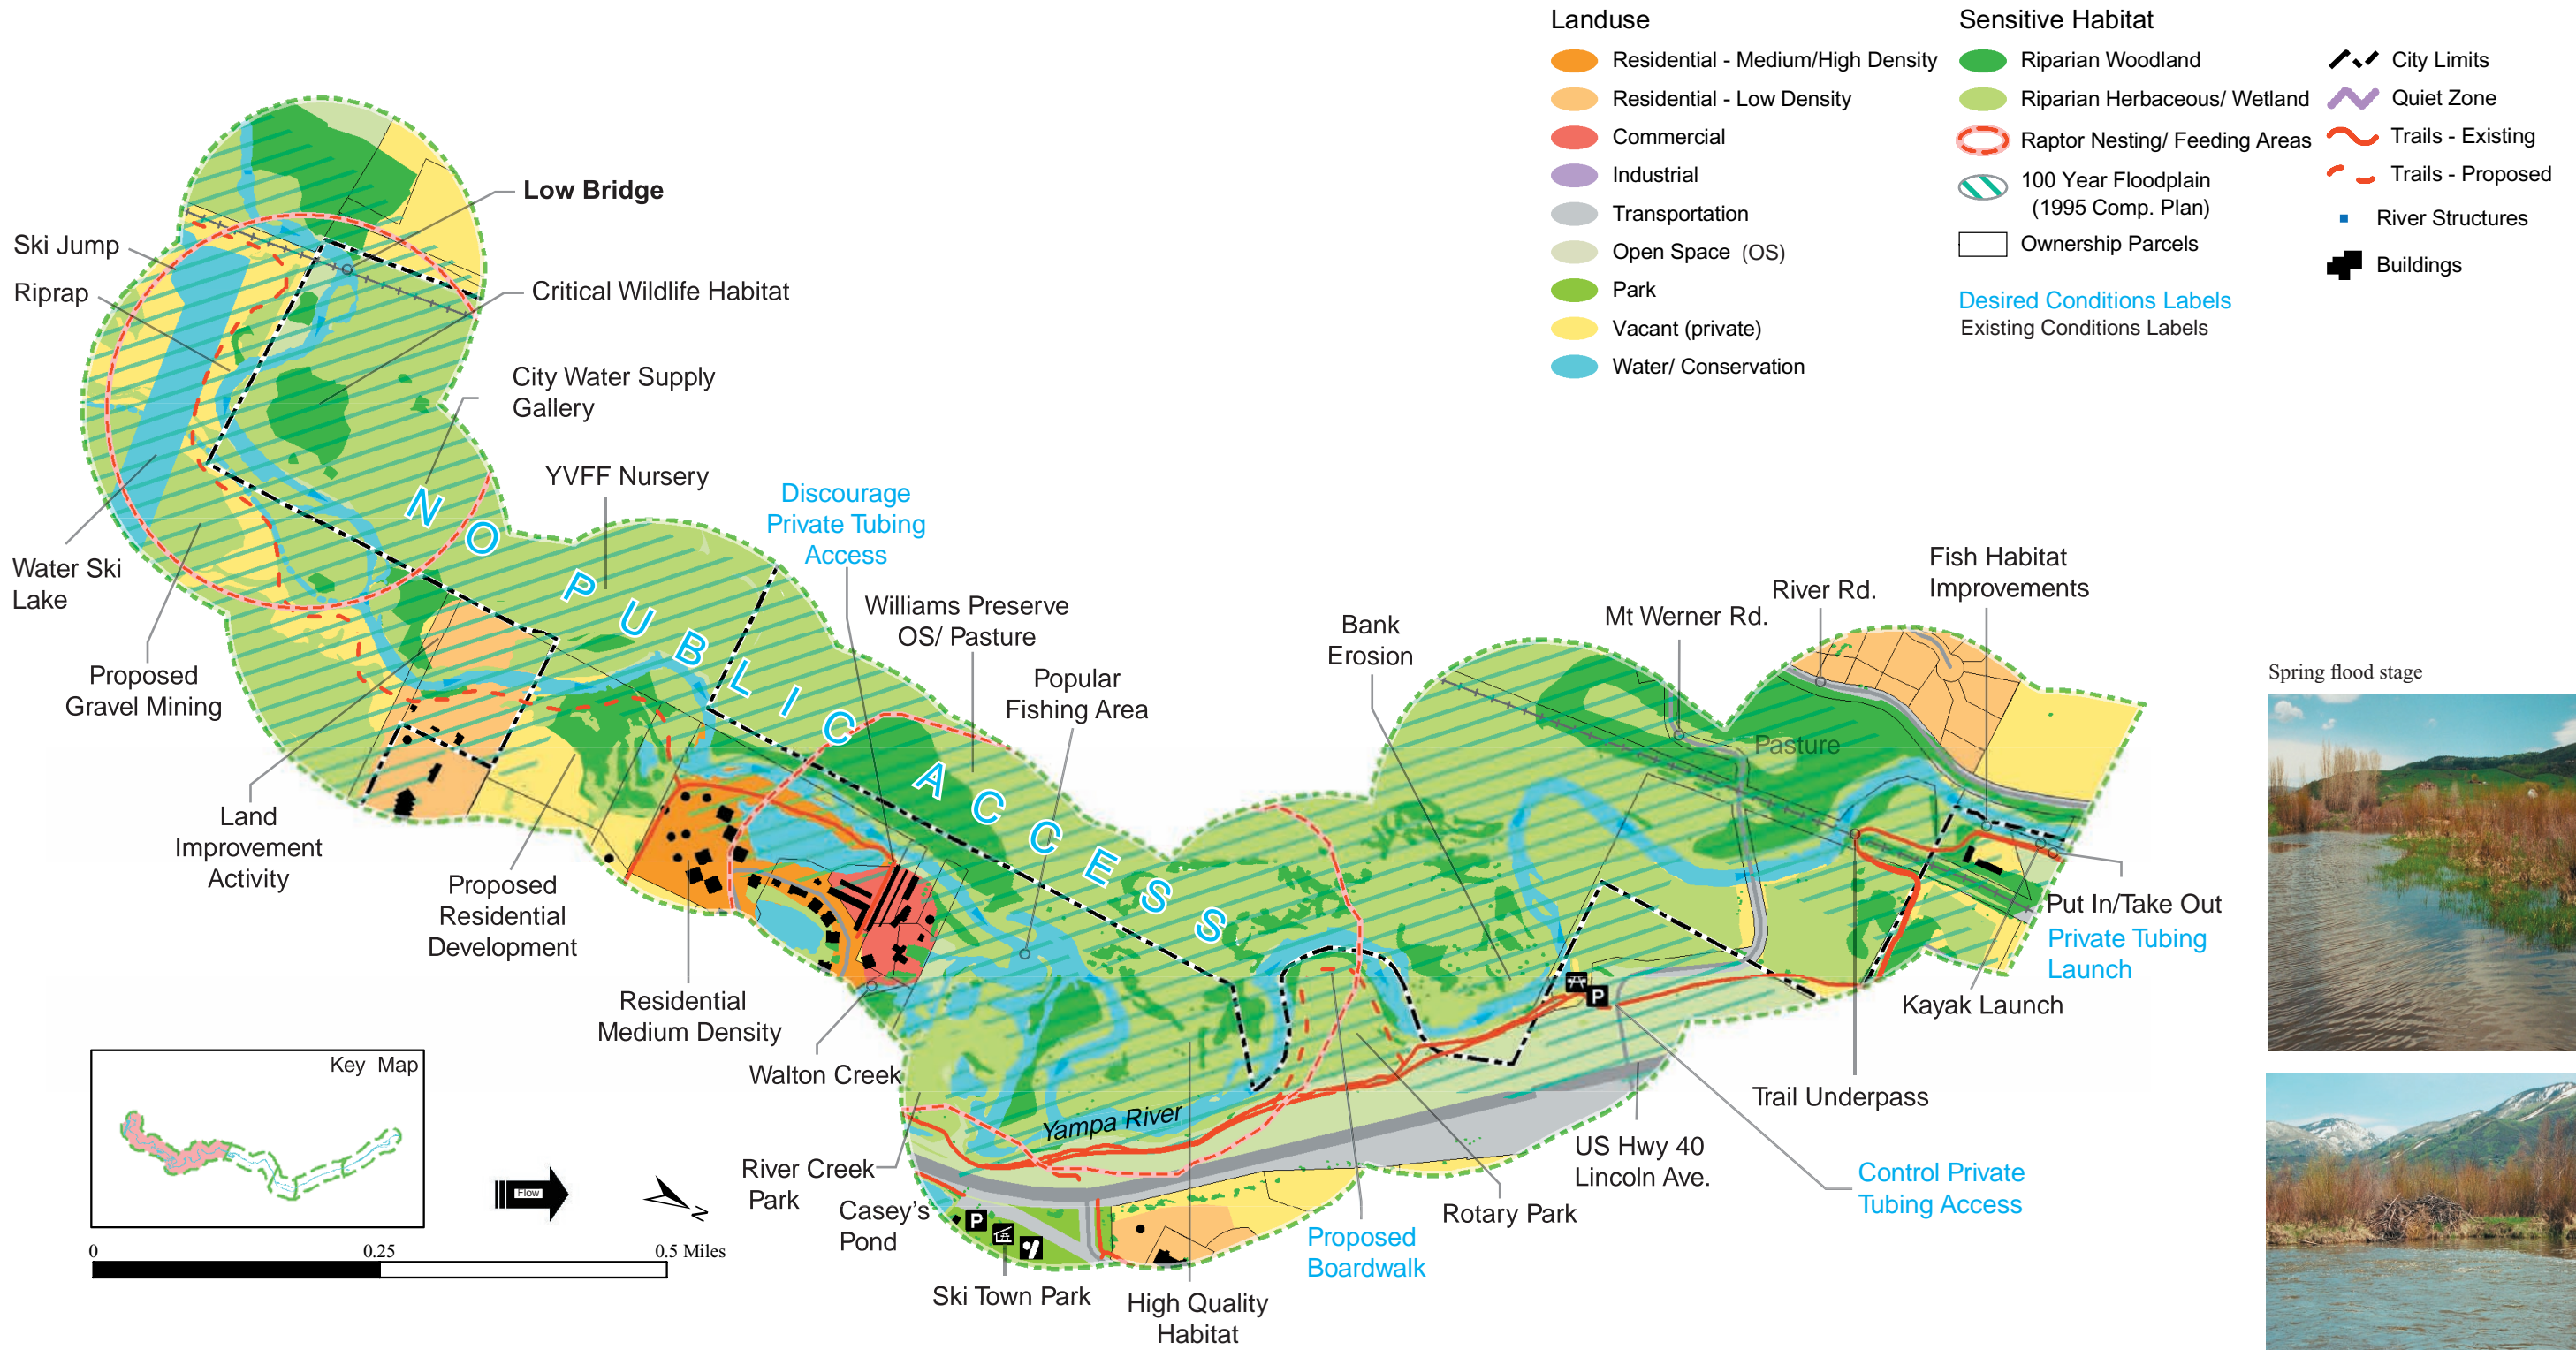 Landuse
Residential - Medium/High Density
Residential - Low Density
Commercial
Industrial
Transportation
Open Space (OS)
Park
Vacant (private)
Water/ Conservation
Sensitive Habitat
Riparian Woodland
Riparian Herbaceous/ Wetland
Raptor Nesting/ Feeding Areas
100 Year Floodplain
(1995 Comp. Plan)
Ownership Parcels
Desired Conditions Labels
Existing Conditions Labels
City Limits
Quiet Zone
Trails - Existing
Trails - Proposed
River Structures
Buildings
Low Bridge
Ski Jump
Riprap
Critical Wildlife Habitat
City Water Supply
Gallery
YVFF Nursery
Discourage
Private Tubing
Access
Williams Preserve
OS/ Pasture
Popular
Fishing Area
Bank
Erosion
Mt Werner Rd.
River Rd.
Fish Habitat
Improvements
Pasture
NO PUBLIC ACCESS
Water Ski
Lake
Proposed
Gravel Mining
Land
Improvement
Activity
Proposed
Residential
Development
Residential
Medium Density
Walton Creek
Yampa River
River Creek
Park
Casey's
Pond
P
Ski Town Park
High Quality
Habitat
Proposed
Boardwalk
Rotary Park
P
US Hwy 40
Lincoln Ave.
Control Private
Tubing Access
Trail Underpass
Kayak Launch
Put In/Take Out
Private Tubing
Launch
Spring flood stage
Key Map
Flow
N
0 0.25 0.5 Miles